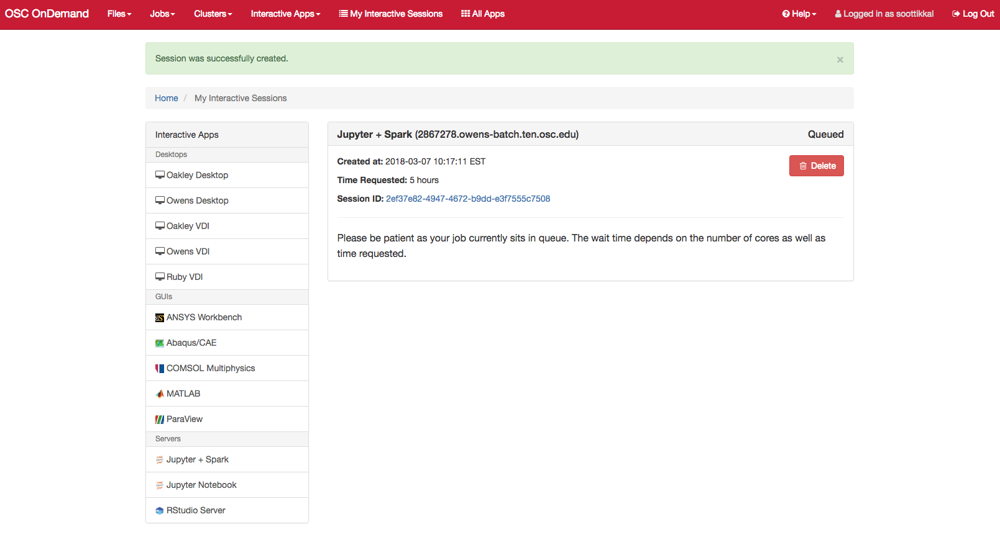 OSC OnDemand Files Jobs Clusters Interactive Apps My Interactive Sessions All Apps Help Logged in as soottikkal Log Out
Session was successfully created. ×
Home / My Interactive Sessions
Interactive Apps
Desktops
Oakley Desktop
Owens Desktop
Oakley VDI
Owens VDI
Ruby VDI
GUIs
ANSYS Workbench
Abaqus/CAE
COMSOL Multiphysics
MATLAB
ParaView
Servers
Jupyter + Spark
Jupyter Notebook
RStudio Server
Jupyter + Spark (2867278.owens-batch.ten.osc.edu) Queued
Created at: 2018-03-07 10:17:11 EST
Delete
Time Requested: 5 hours
Session ID: 2ef37e82-4947-4672-b9dd-e3f7555c7508
Please be patient as your job currently sits in queue. The wait time depends on the number of cores as well as
time requested.